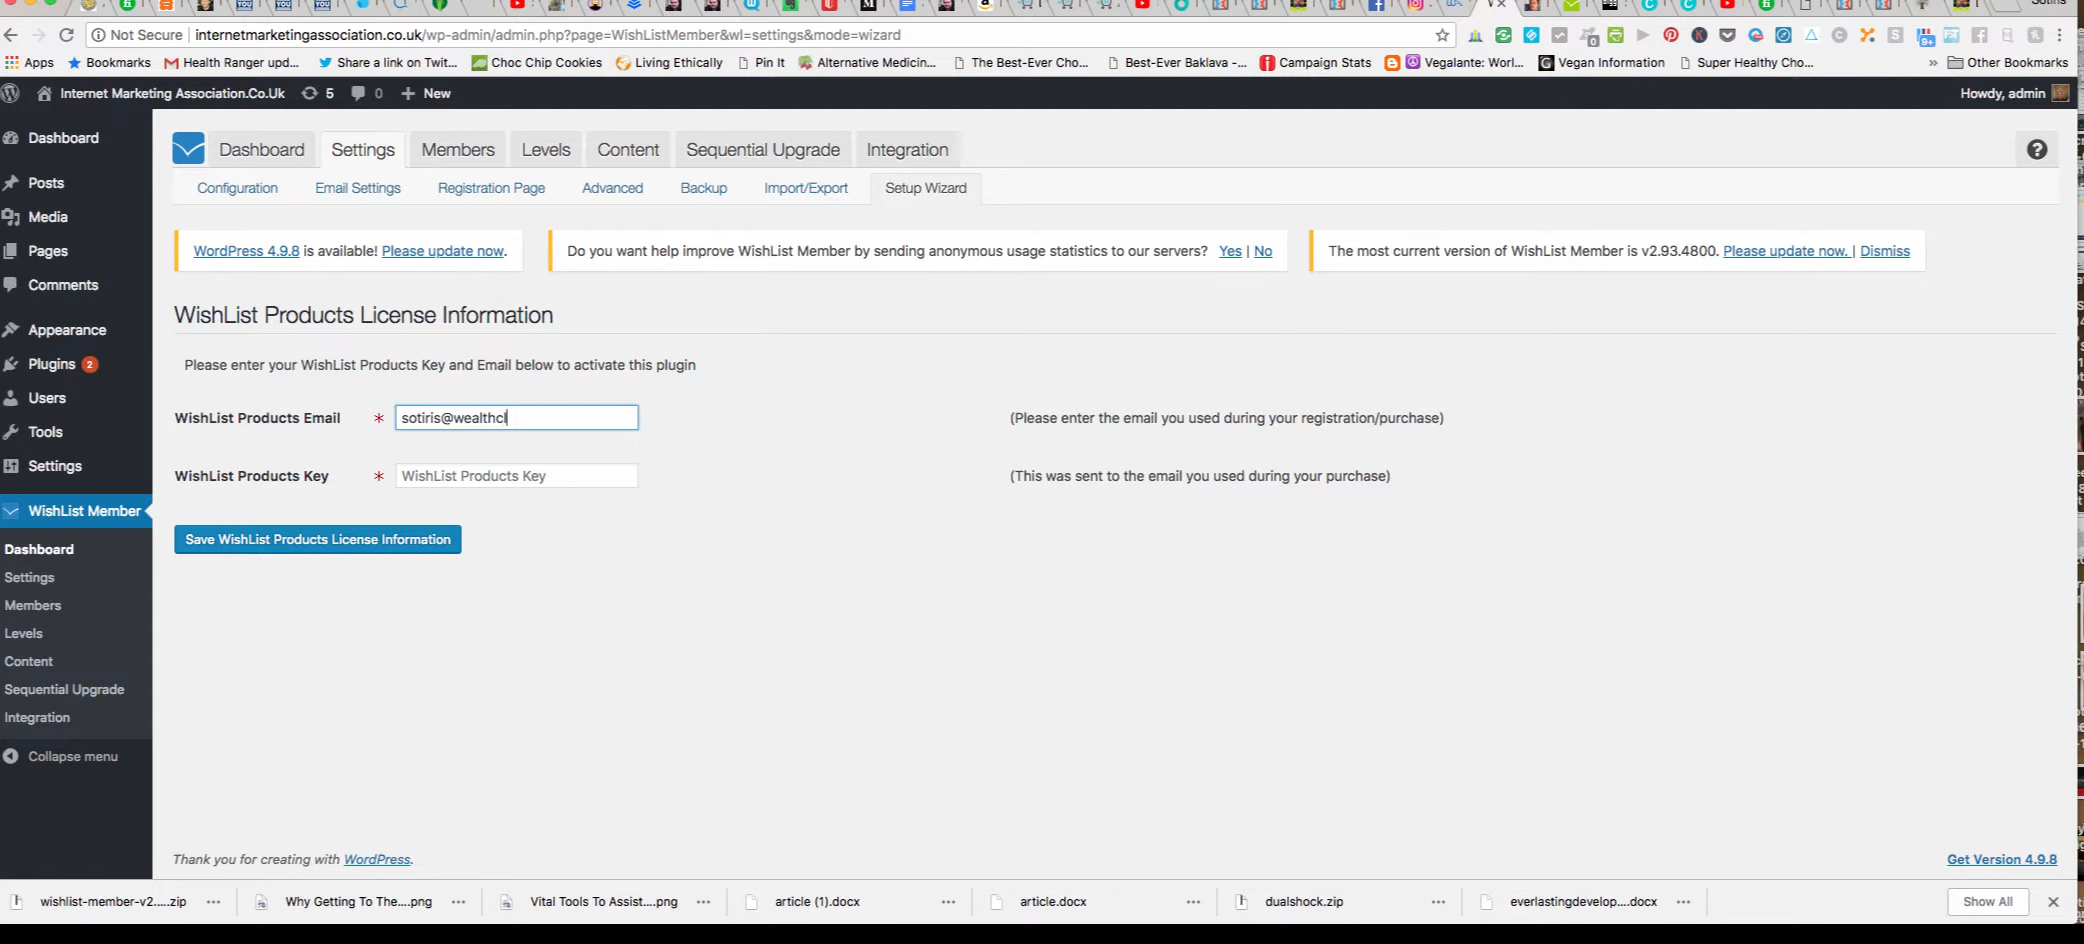 Sotiris
Not Secure internetmarketingassociation.co.uk/wp-admin/admin.php?page=WishListMember&wl=settings&mode=wizard
Apps Bookmarks Health Ranger upd... Share a link on Twit... Choc Chip Cookies Living Ethically Pin It Alternative Medicin... The Best-Ever Cho... Best-Ever Baklava -... Campaign Stats Vegalante: Worl... Vegan Information Super Healthy Cho... » Other Bookmarks
Internet Marketing Association.Co.Uk 5 0 + New Howdy, admin
Dashboard
Posts
Media
Pages
Comments
Appearance
Plugins 2
Users
Tools
Settings
WishList Member
Dashboard
Settings
Members
Levels
Content
Sequential Upgrade
Integration
Collapse menu
Dashboard Settings Members Levels Content Sequential Upgrade Integration ?
Configuration Email Settings Registration Page Advanced Backup Import/Export Setup Wizard
WordPress 4.9.8 is available! Please update now.
Do you want help improve WishList Member by sending anonymous usage statistics to our servers? Yes | No
The most current version of WishList Member is v2.93.4800. Please update now. | Dismiss
WishList Products License Information
Please enter your WishList Products Key and Email below to activate this plugin
WishList Products Email * sotiris@wealthcl (Please enter the email you used during your registration/purchase)
WishList Products Key * WishList Products Key (This was sent to the email you used during your purchase)
Save WishList Products License Information
Thank you for creating with WordPress. Get Version 4.9.8
wishlist-member-v2.....zip Why Getting To The....png Vital Tools To Assist....png article (1).docx article.docx dualshock.zip everlastingdevelop....docx Show All